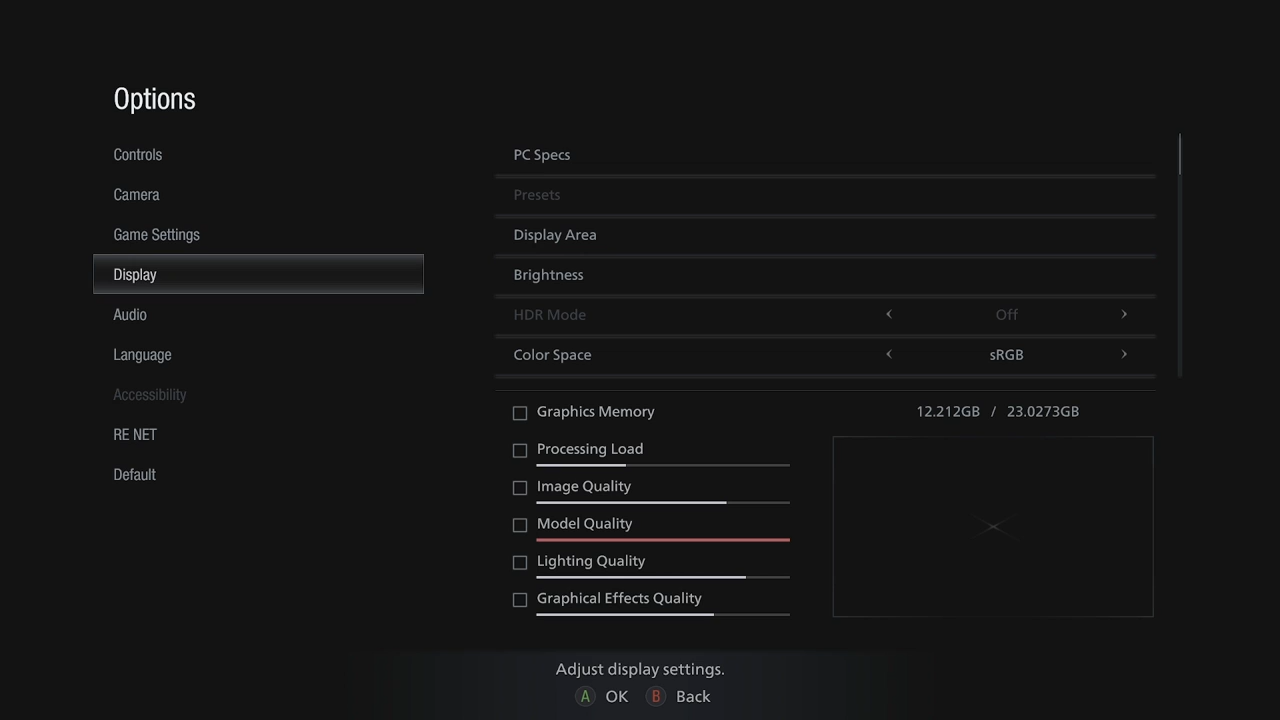 Options
Controls
Camera
Game Settings
Display
Audio
Language
Accessibility
RE NET
Default
PC Specs
Presets
Display Area
Brightness
HDR Mode Off
Color Space sRGB
Graphics Memory 12.212GB / 23.0273GB
Processing Load
Image Quality
Model Quality
Lighting Quality
Graphical Effects Quality
Adjust display settings.
A OK B Back